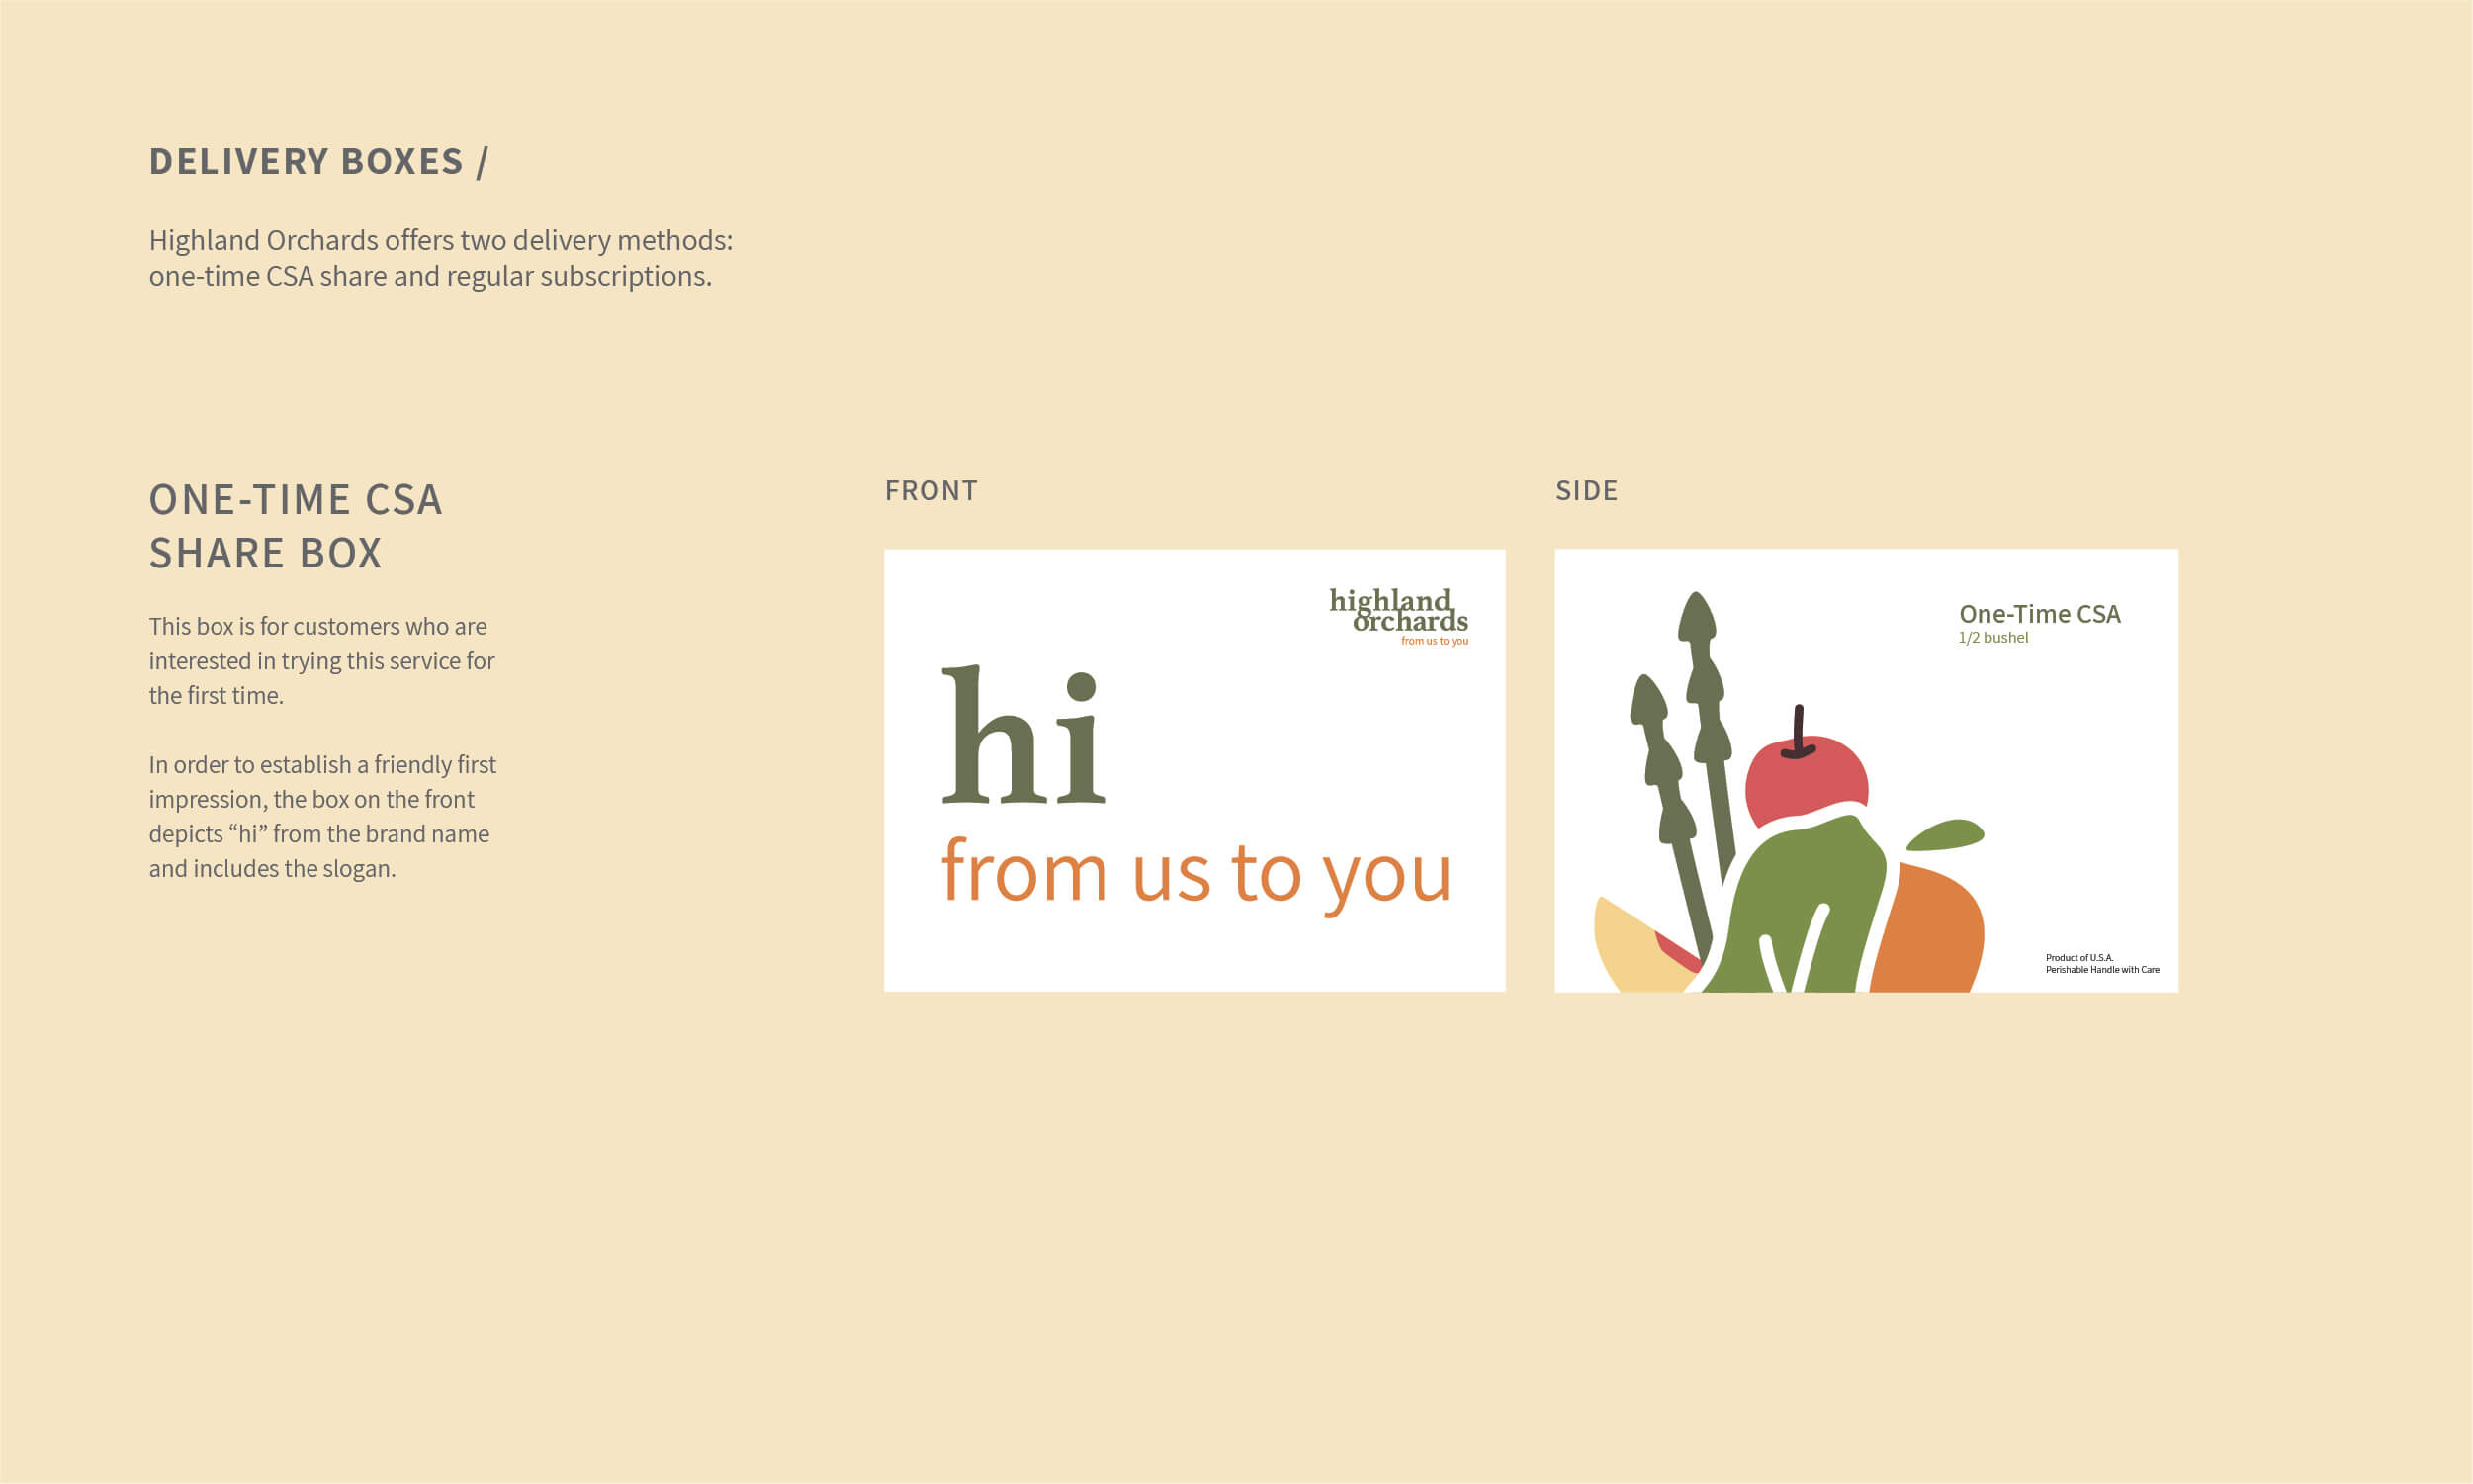 DELIVERY BOXES /
Highland Orchards offers two delivery methods:
one-time CSA share and regular subscriptions.
ONE-TIME CSA
SHARE BOX
This box is for customers who are
interested in trying this service for
the first time.
In order to establish a friendly first
impression, the box on the front
depicts “hi” from the brand name
and includes the slogan.
FRONT
highland
orchards
from us to you
hi
from us to you
SIDE
One-Time CSA
1/2 bushel
Product of U.S.A.
Perishable Handle with Care